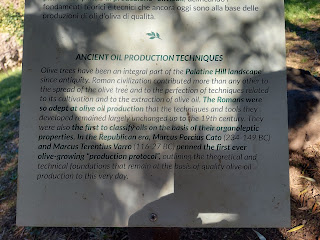 fondamenti teorici e tecnici che ancora oggi sono alla base delle
produzioni di oli d'oliva di qualità.
ANCIENT OIL PRODUCTION TECHNIQUES
Olive trees have been an integral part of the Palatine Hill landscape
since antiquity. Roman civilization contributed more than any other to
the spread of the olive tree and to the perfection of techniques related
to its cultivation and to the extraction of olive oil. The Romans were
so adept at olive oil production that the techniques and tools they
developed remained largely unchanged up to the 19th century. They
were also the first to classify oils on the basis of their organoleptic
properties. In the Republican era, Marcus Porcius Cato (234-149 BC)
and Marcus Terentius Varro (116-27 BC) penned the first ever
olive-growing "production protocol", outlining the theoretical and
technical foundations that remain at the basis of quality olive oil
production to this day.